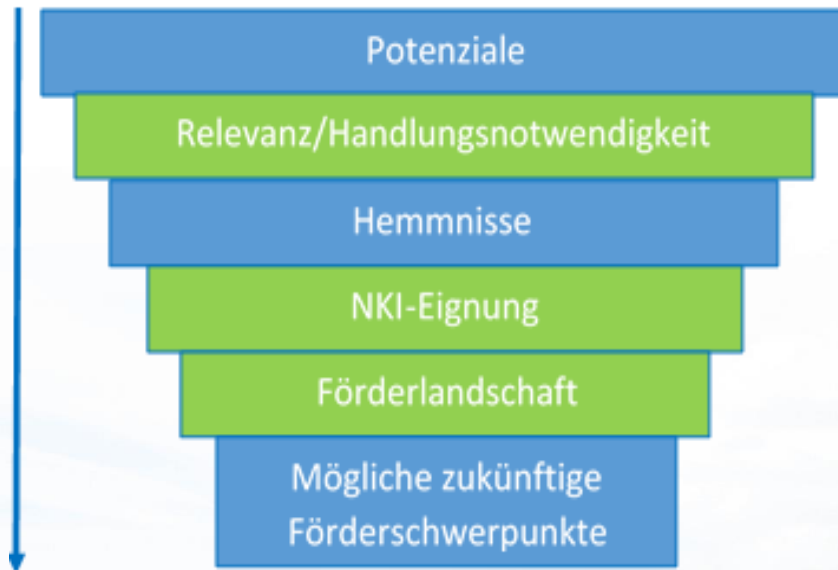 Potenziale
Relevanz/Handlungsnotwendigkeit
Hemmnisse
NKI-Eignung
Förderlandschaft
Mögliche zukünftige
Förderschwerpunkte